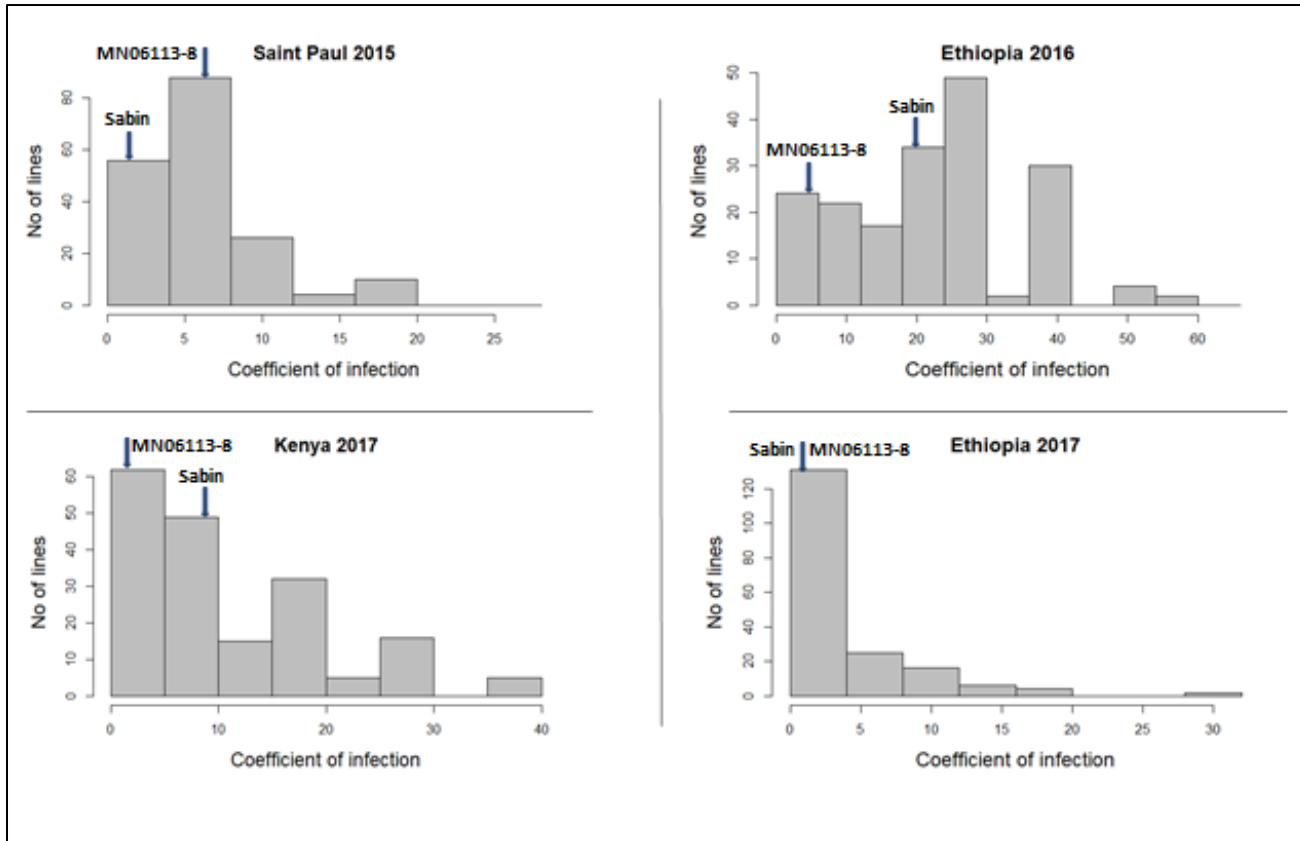 MN06113-8
Saint Paul 2015
Sabin
No of lines
80
60
40
20
0
0 5 10 15 20 25
Coefficient of infection
Ethiopia 2016
Sabin
MN06113-8
No of lines
50
40
30
20
10
0
0 10 20 30 40 50 60
Coefficient of infection
MN06113-8
Kenya 2017
Sabin
No of lines
60
50
40
30
20
10
0
0 10 20 30 40
Coefficient of infection
Sabin MN06113-8
Ethiopia 2017
No of lines
120
100
80
60
40
20
0
0 5 10 15 20 25 30
Coefficient of infection